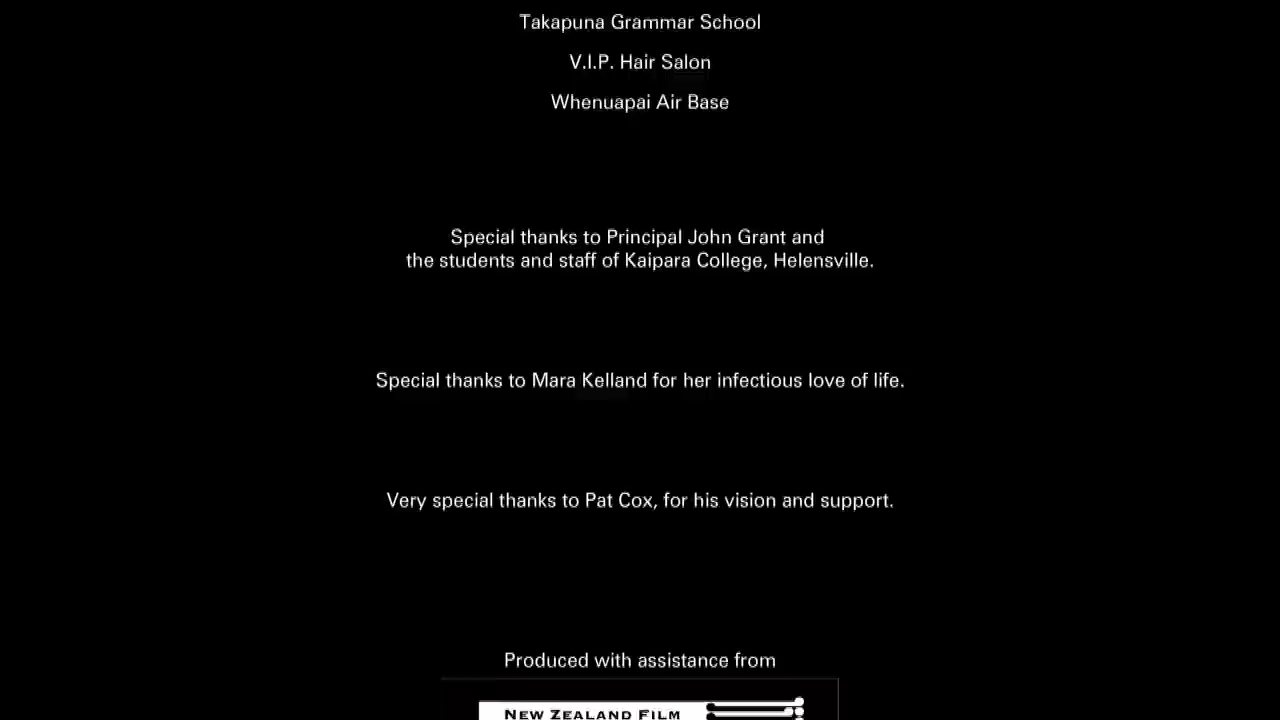 Takapuna Grammar School
V.I.P. Hair Salon
Whenuapai Air Base
Special thanks to Principal John Grant and
the students and staff of Kaipara College, Helensville.
Special thanks to Mara Kelland for her infectious love of life.
Very special thanks to Pat Cox, for his vision and support.
Produced with assistance from
NEW ZEALAND FILM